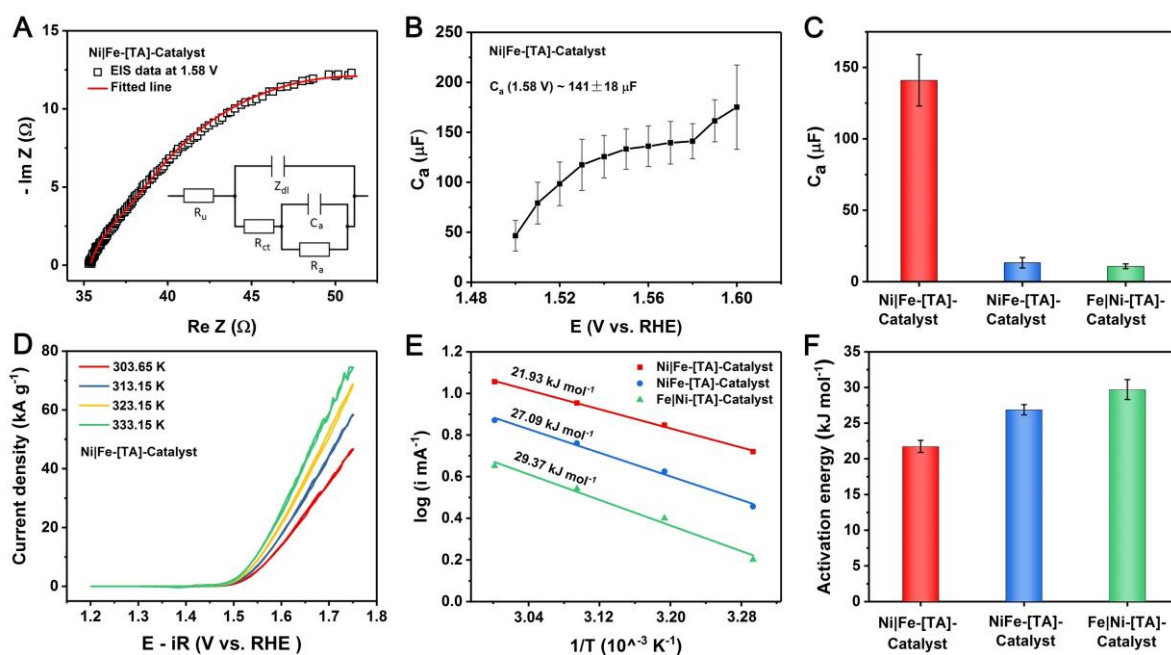 A
Ni|Fe-[TA]-Catalyst
EIS data at 1.58 V
Fitted line
- Im Z (Ω)
15
10
5
0
35
40
45
50
Re Z (Ω)
R_u
Z_dl
R_ct
C_a
R_a
B
Ni|Fe-[TA]-Catalyst
C_a (1.58 V) ~ 141±18 μF
C_a (μF)
250
200
150
100
50
0
1.48
1.52
1.56
1.60
E (V vs. RHE)
C
C_a (μF)
150
100
50
0
Ni|Fe-[TA]-
Catalyst
NiFe-[TA]-
Catalyst
Fe|Ni-[TA]-
Catalyst
D
303.65 K
313.15 K
323.15 K
333.15 K
Ni|Fe-[TA]-Catalyst
Current density (kA g⁻¹)
80
60
40
20
0
1.2
1.3
1.4
1.5
1.6
1.7
1.8
E - iR (V vs. RHE)
E
Ni|Fe-[TA]-Catalyst
NiFe-[TA]-Catalyst
Fe|Ni-[TA]-Catalyst
21.93 kJ mol⁻¹
27.09 kJ mol⁻¹
29.37 kJ mol⁻¹
log (i mA⁻¹)
1.2
1.0
0.8
0.6
0.4
0.2
0.0
3.04
3.12
3.20
3.28
1/T (10^⁻³ K⁻¹)
F
Activation energy (kJ mol⁻¹)
35
30
25
20
15
10
5
0
Ni|Fe-[TA]-
Catalyst
NiFe-[TA]-
Catalyst
Fe|Ni-[TA]-
Catalyst